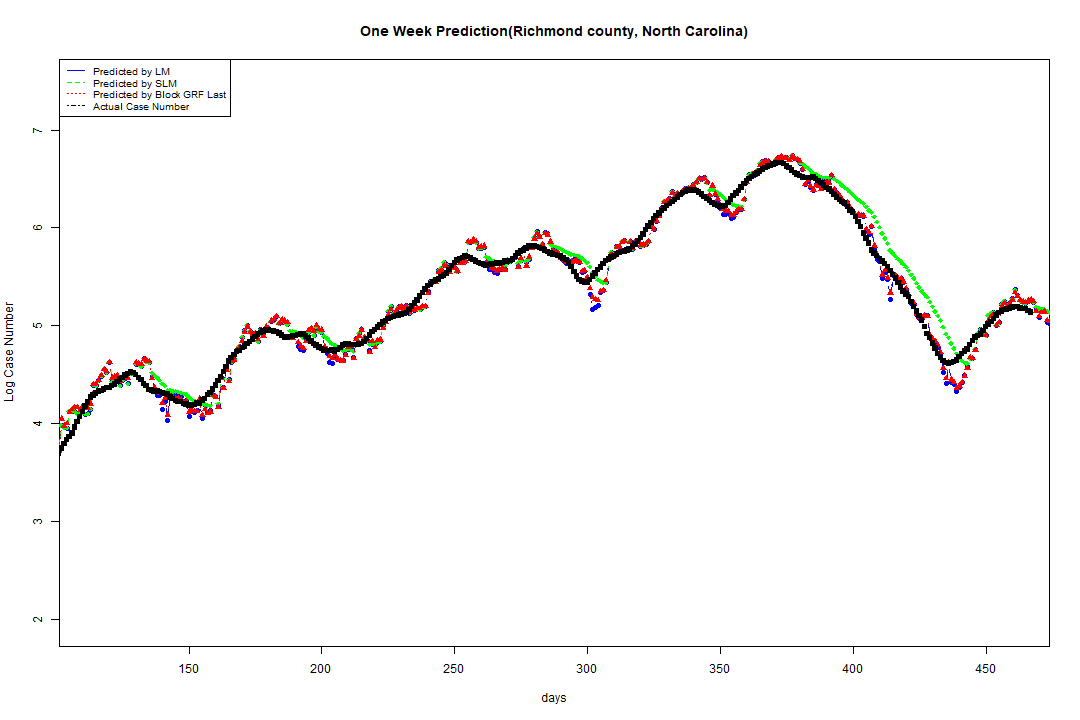 One Week Prediction(Richmond county, North Carolina)
Predicted by LM
Predicted by SLM
Predicted by Block GRF Last
Actual Case Number
7
6
5
4
3
2
Log Case Number
150 200 250 300 350 400 450
days